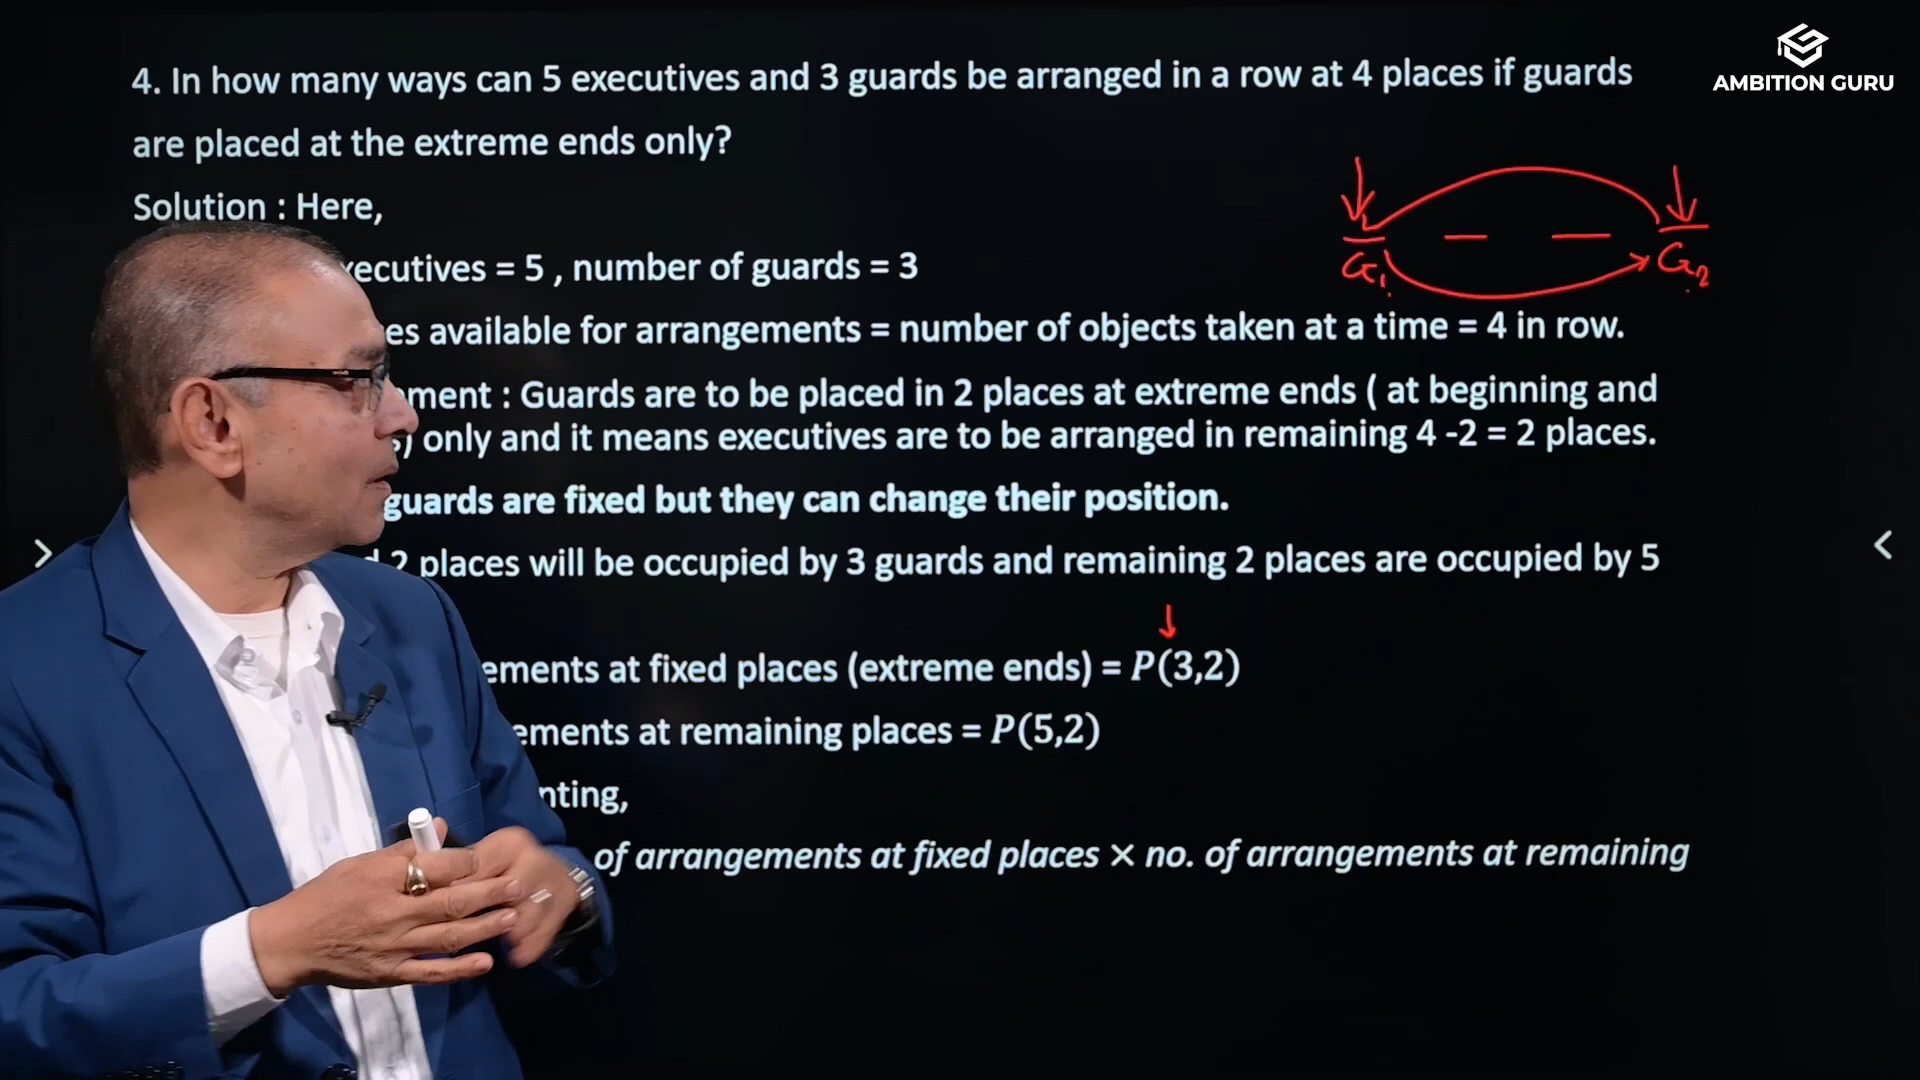 AMBITION GURU
4. In how many ways can 5 executives and 3 guards be arranged in a row at 4 places if guards
are placed at the extreme ends only?
Solution : Here,
xecutives = 5 , number of guards = 3
G₁ G₂
es available for arrangements = number of objects taken at a time = 4 in row.
ment : Guards are to be placed in 2 places at extreme ends ( at beginning and
s) only and it means executives are to be arranged in remaining 4 -2 = 2 places.
guards are fixed but they can change their position.
2 places will be occupied by 3 guards and remaining 2 places are occupied by 5
ements at fixed places (extreme ends) = P(3,2)
ements at remaining places = P(5,2)
nting,
of arrangements at fixed places × no. of arrangements at remaining